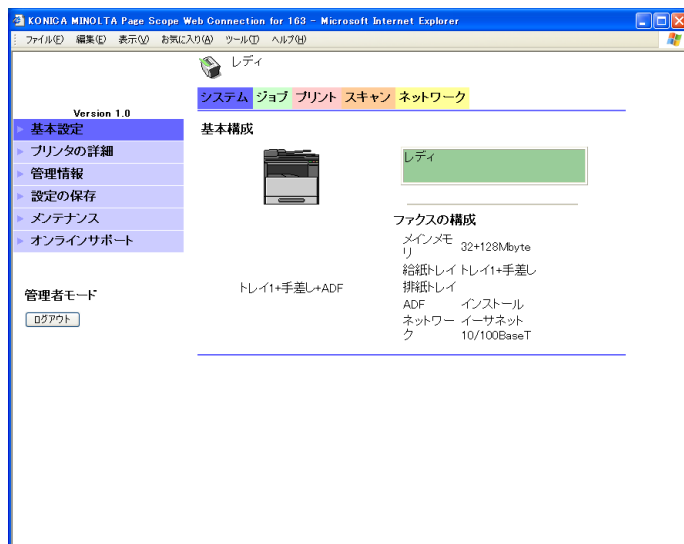 KONICA MINOLTA Page Scope Web Connection for 163 - Microsoft Internet Explorer
ファイル(F) 編集(E) 表示(V) お気に入り(A) ツール(T) ヘルプ(H)
レディ
システム ジョブ プリント スキャン ネットワーク
Version 1.0
基本設定
プリンタの詳細
管理情報
設定の保存
メンテナンス
オンラインサポート
管理者モード
ログアウト
基本構成
トレイ1+手差し+ADF
レディ
ファクスの構成
メインメモリ 32+128Mbyte
給紙トレイ トレイ1+手差し
排紙トレイ
ADF インストール
ネットワーク イーサネット
10/100BaseT